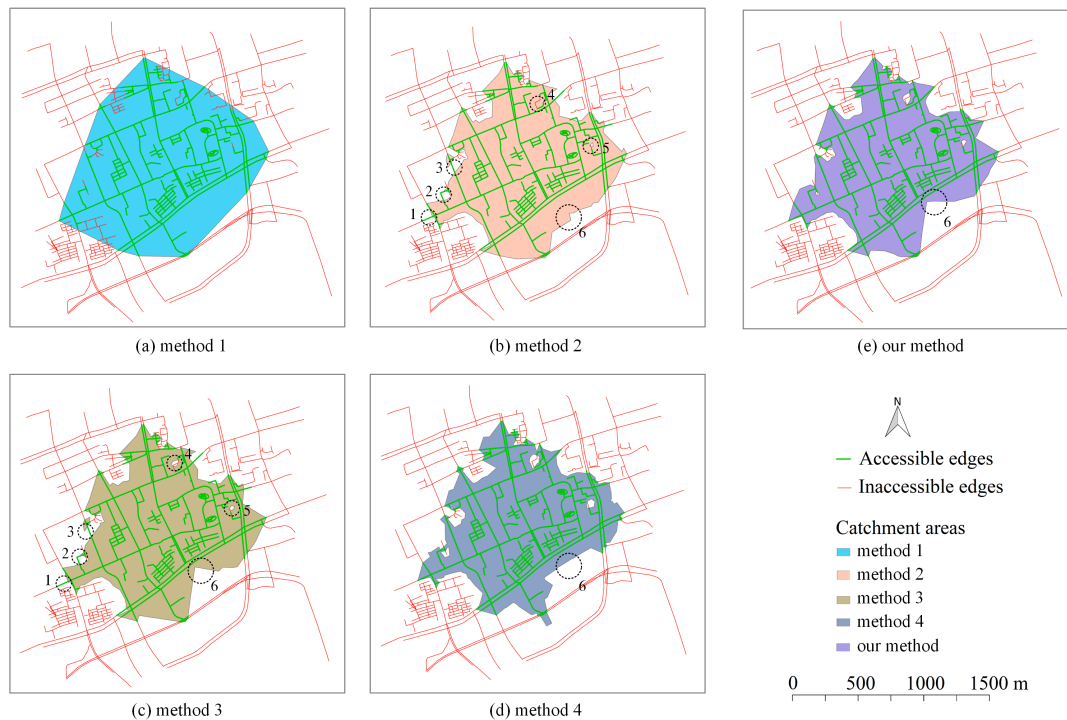 4
3
5
2
1
6
6
(a) method 1
(b) method 2
(e) our method
4
3
5
2
1
6
6
(c) method 3
(d) method 4
N
Accessible edges
Inaccessible edges
Catchment areas
method 1
method 2
method 3
method 4
our method
0 500 1000 1500 m